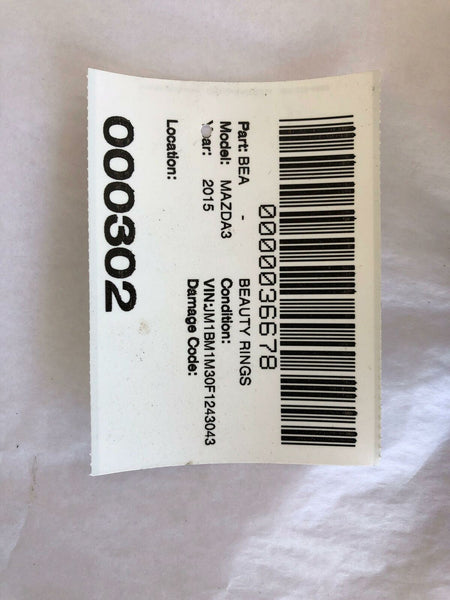 0000036678
Part: BEA - BEAUTY RINGS
Model: MAZDA3 Condition:
Year: 2015 VIN:JM1BM1M30F1243043
Damage Code:
Location:
000302